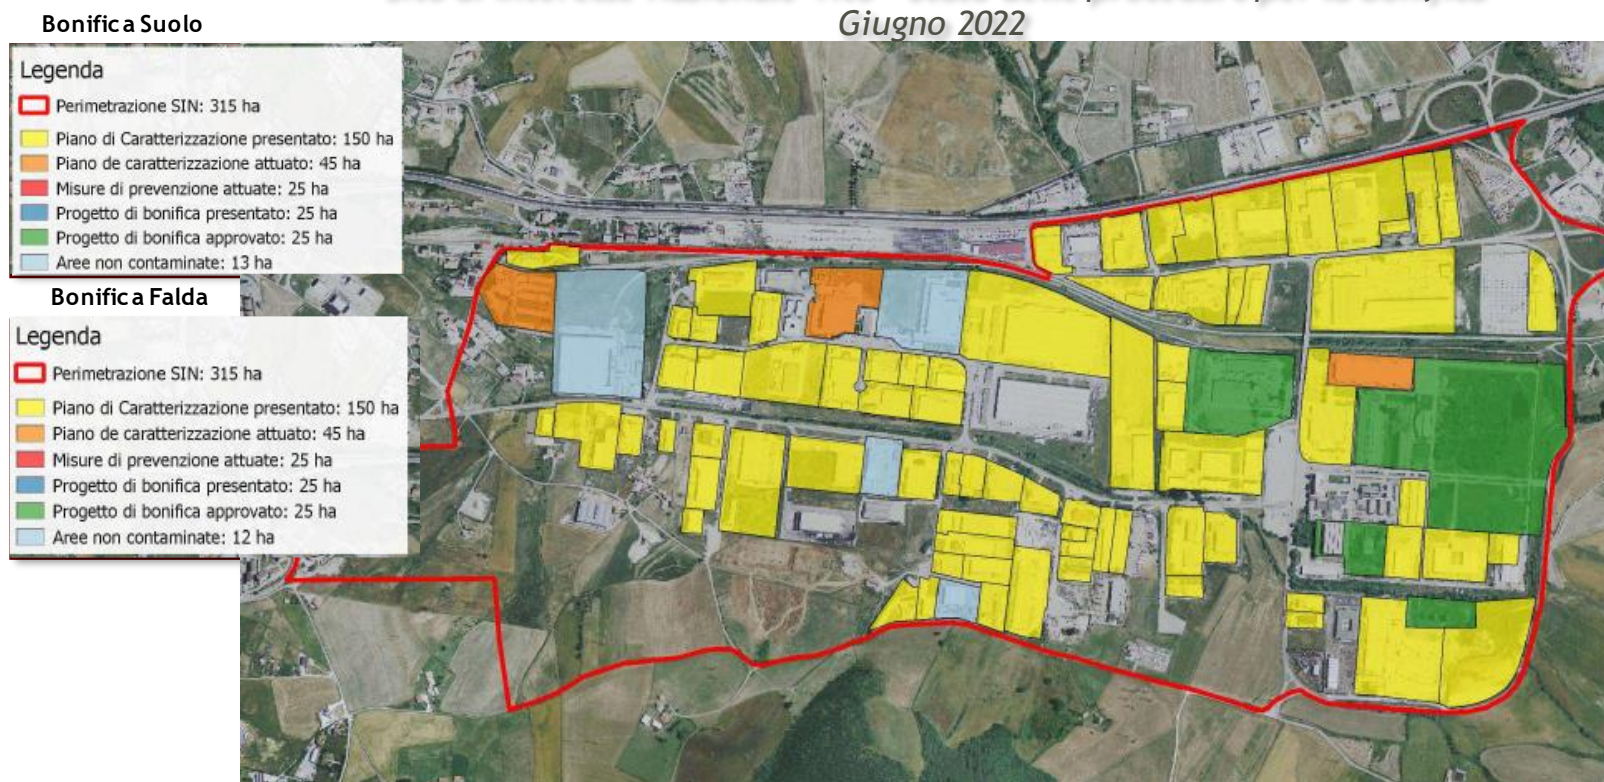 Giugno 2022
Bonifica Suolo
Legenda
Perimetrazione SIN: 315 ha
Piano di Caratterizzazione presentato: 150 ha
Piano de caratterizzazione attuato: 45 ha
Misure di prevenzione attuate: 25 ha
Progetto di bonifica presentato: 25 ha
Progetto di bonifica approvato: 25 ha
Aree non contaminate: 13 ha
Bonifica Falda
Legenda
Perimetrazione SIN: 315 ha
Piano di Caratterizzazione presentato: 150 ha
Piano de caratterizzazione attuato: 45 ha
Misure di prevenzione attuate: 25 ha
Progetto di bonifica presentato: 25 ha
Progetto di bonifica approvato: 25 ha
Aree non contaminate: 12 ha